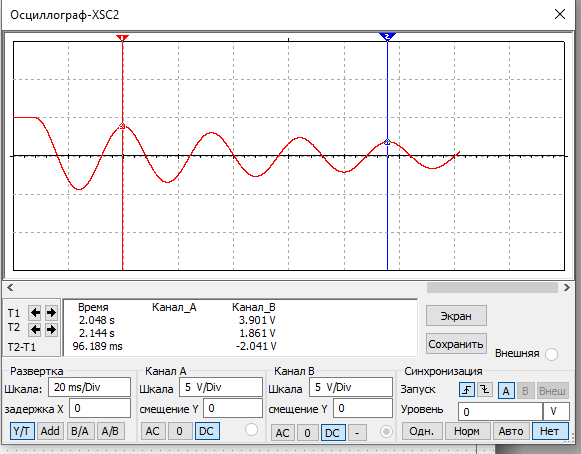 Осциллограф-XSC2
1
2
T1
T2
T2-T1
Время Канал_A Канал_B
2.048 s 3.901 V
2.144 s 1.861 V
96.189 ms -2.041 V
Экран
Сохранить
Внешняя
Развертка
Шкала: 20 ms/Div
задержка X 0
Y/T Add B/A A/B
Канал A
Шкала 5 V/Div
смещение Y 0
AC 0 DC
Канал B
Шкала 5 V/Div
смещение Y 0
AC 0 DC -
Синхронизация
Запуск A B Внеш
Уровень 0 V
Одн. Норм Авто Нет